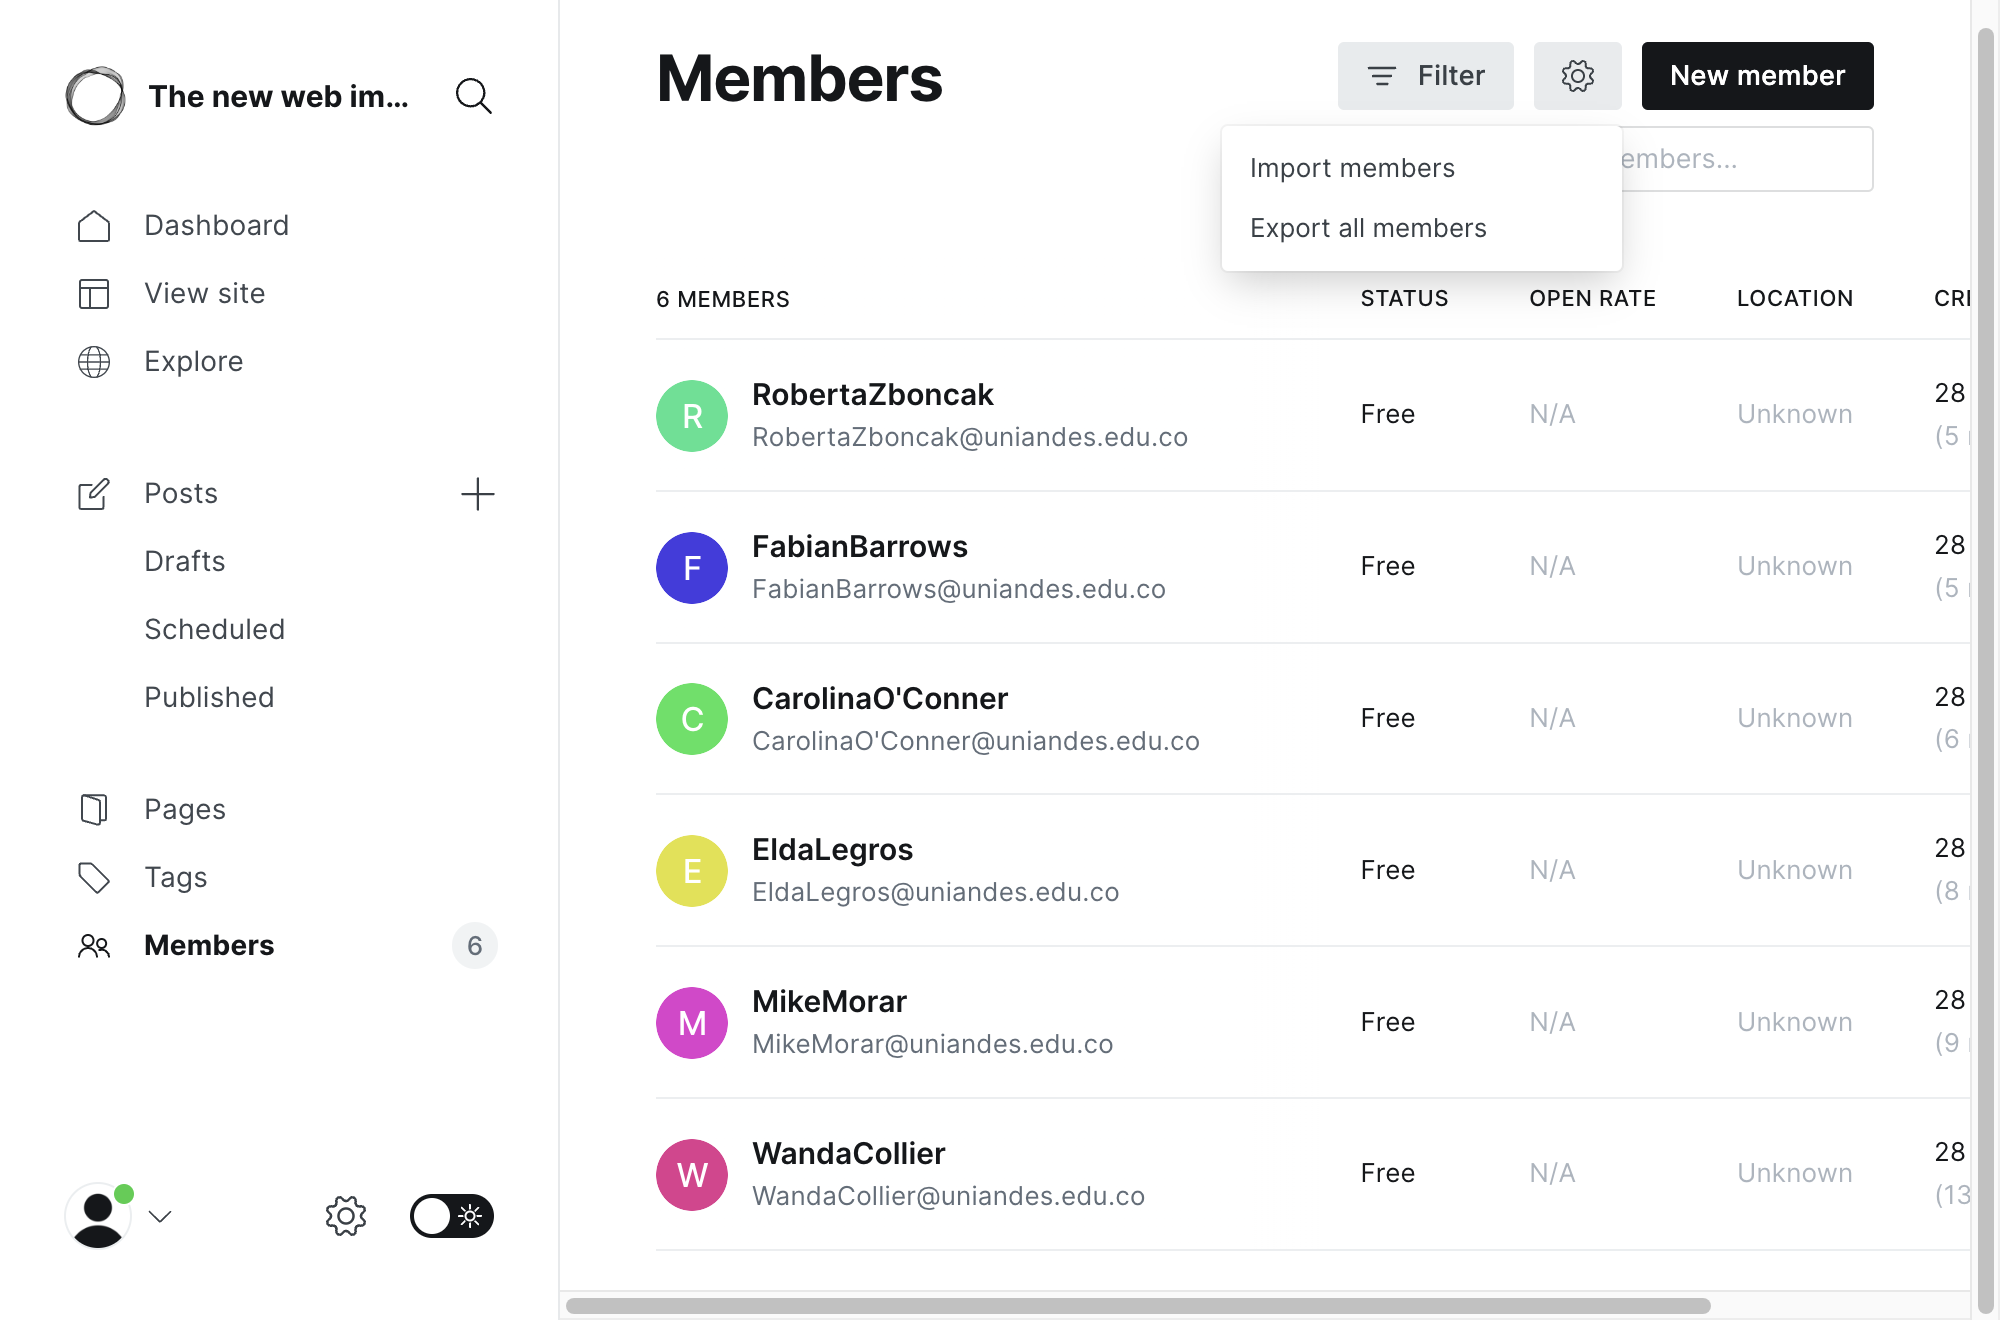 The new web im...
Dashboard
View site
Explore
Posts
Drafts
Scheduled
Published
Pages
Tags
Members
6
Members
Filter
New member
Import members
Export all members
6 MEMBERS STATUS OPEN RATE LOCATION
R
RobertaZboncak
RobertaZboncak@uniandes.edu.co
Free N/A Unknown 28
(5
F
FabianBarrows
FabianBarrows@uniandes.edu.co
Free N/A Unknown 28
(5
C
CarolinaO'Conner
CarolinaO'Conner@uniandes.edu.co
Free N/A Unknown 28
(6
E
EldaLegros
EldaLegros@uniandes.edu.co
Free N/A Unknown 28
(8
M
MikeMorar
MikeMorar@uniandes.edu.co
Free N/A Unknown 28
(9
W
WandaCollier
WandaCollier@uniandes.edu.co
Free N/A Unknown 28
(13